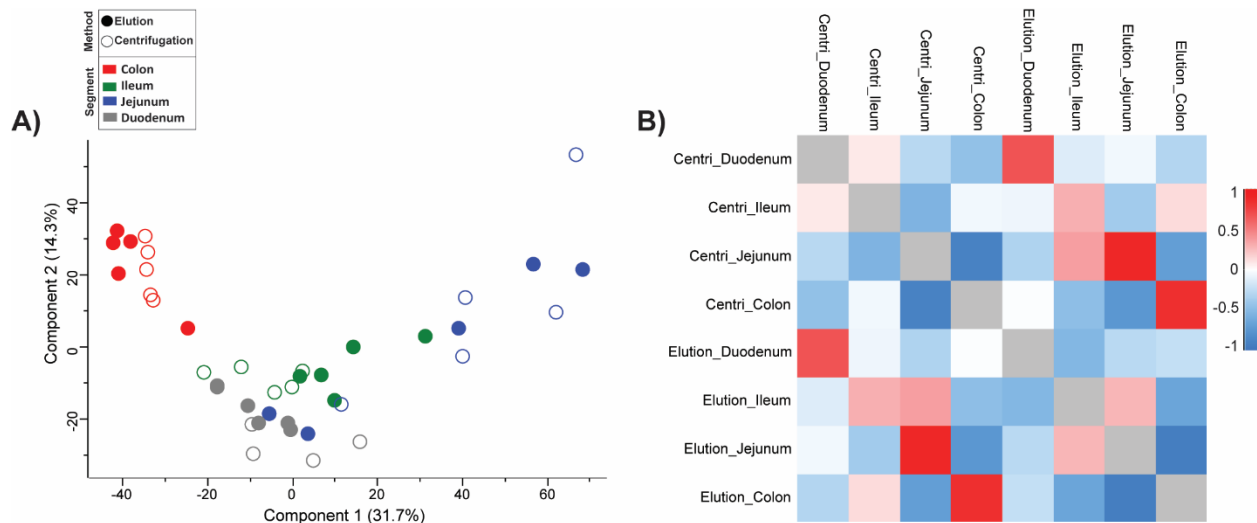 Method
Elution
Centrifugation
Segment
Colon
Ileum
Jejunum
Duodenum
A)
Component 2 (14.3%)
40
20
0
-20
-40
-20
0
20
40
60
Component 1 (31.7%)
B)
Centri_Duodenum
Centri_Ileum
Centri_Jejunum
Centri_Colon
Elution_Duodenum
Elution_Ileum
Elution_Jejunum
Elution_Colon
Centri_Duodenum
Centri_Ileum
Centri_Jejunum
Centri_Colon
Elution_Duodenum
Elution_Ileum
Elution_Jejunum
Elution_Colon
1
0.5
0
-0.5
-1